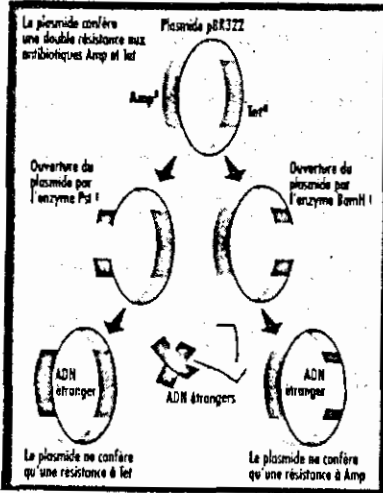 Le plasmide confère
une double résistance aux
antibiotiques Amp et Tet
Plasmide pBR322
Ampᴿ
Tetᴿ
Ouverture du
plasmide par
l'enzyme Pst I
Ouverture du
plasmide par
l'enzyme BamH I
ADN
étranger
ADN étrangers
ADN
étranger
Le plasmide ne confère
qu'une résistance à Tet
Le plasmide ne confère
qu'une résistance à Amp